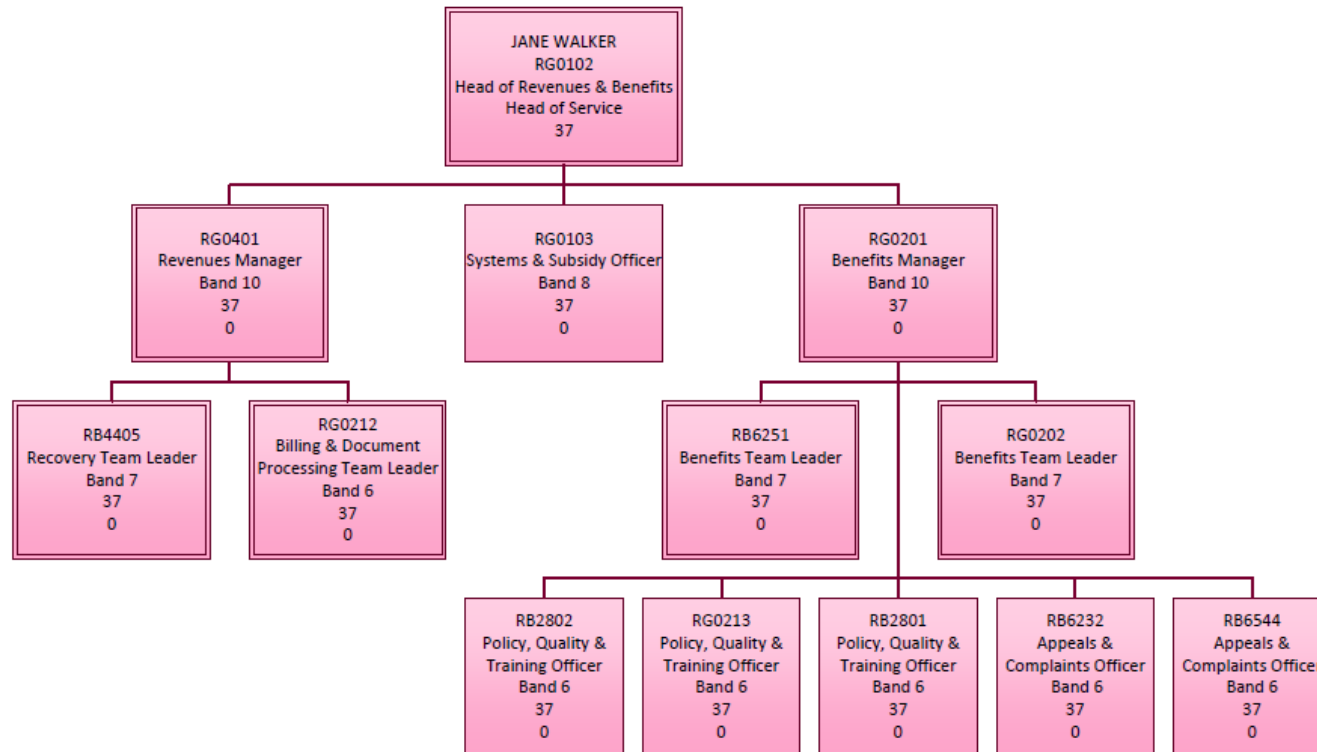 JANE WALKER
RG0102
Head of Revenues & Benefits
Head of Service
37
RG0401
Revenues Manager
Band 10
37
0
RG0103
Systems & Subsidy Officer
Band 8
37
0
RG0201
Benefits Manager
Band 10
37
0
RB4405
Recovery Team Leader
Band 7
37
0
RG0212
Billing & Document
Processing Team Leader
Band 6
37
0
RB6251
Benefits Team Leader
Band 7
37
0
RG0202
Benefits Team Leader
Band 7
37
0
RB2802
Policy, Quality &
Training Officer
Band 6
37
0
RG0213
Policy, Quality &
Training Officer
Band 6
37
0
RB2801
Policy, Quality &
Training Officer
Band 6
37
0
RB6232
Appeals &
Complaints Officer
Band 6
37
0
RB6544
Appeals &
Complaints Officer
Band 6
37
0